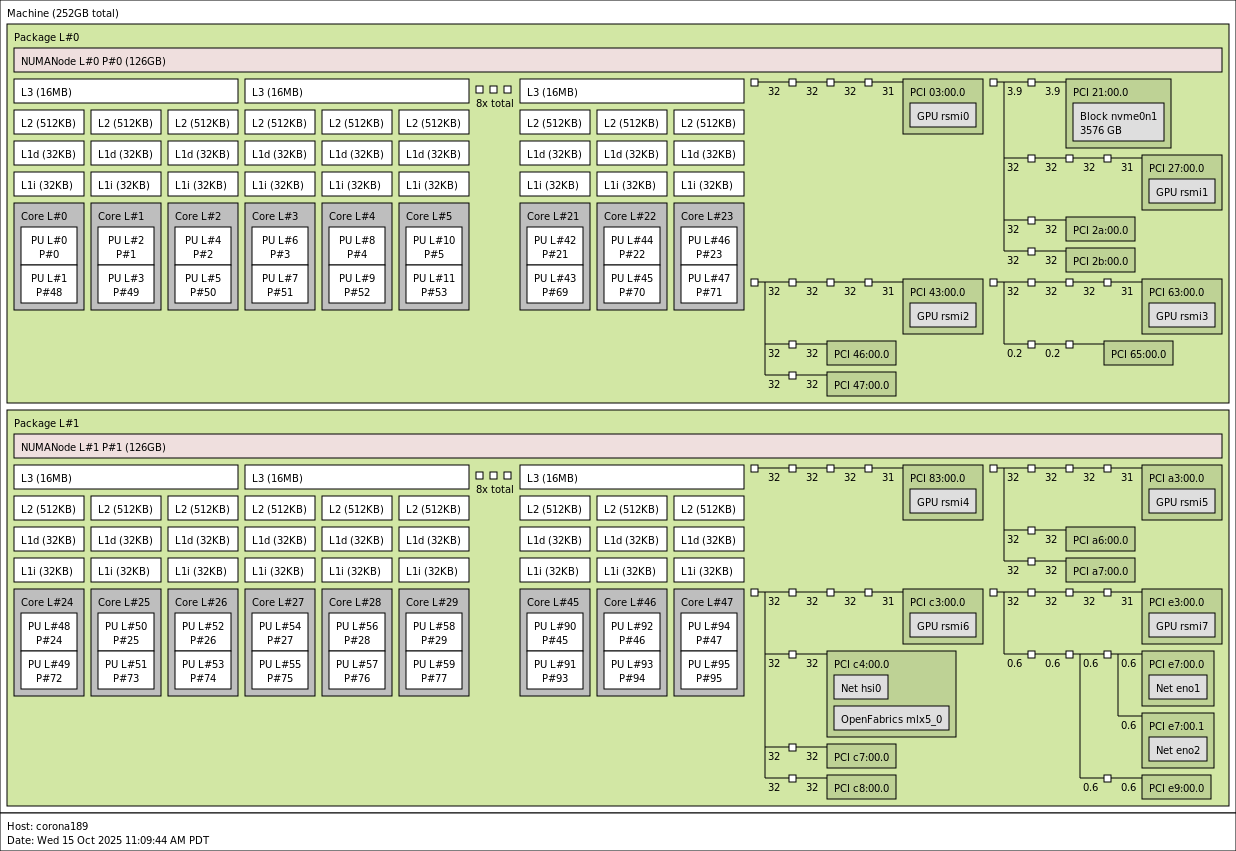 Machine (252GB total)
Package L#0
NUMANode L#0 P#0 (126GB)
L3 (16MB)
L3 (16MB)
8x total
L3 (16MB)
L2 (512KB)
L2 (512KB)
L2 (512KB)
L2 (512KB)
L2 (512KB)
L2 (512KB)
L2 (512KB)
L2 (512KB)
L2 (512KB)
L1d (32KB)
L1d (32KB)
L1d (32KB)
L1d (32KB)
L1d (32KB)
L1d (32KB)
L1d (32KB)
L1d (32KB)
L1d (32KB)
L1i (32KB)
L1i (32KB)
L1i (32KB)
L1i (32KB)
L1i (32KB)
L1i (32KB)
L1i (32KB)
L1i (32KB)
L1i (32KB)
Core L#0
PU L#0
P#0
PU L#1
P#48
Core L#1
PU L#2
P#1
PU L#3
P#49
Core L#2
PU L#4
P#2
PU L#5
P#50
Core L#3
PU L#6
P#3
PU L#7
P#51
Core L#4
PU L#8
P#4
PU L#9
P#52
Core L#5
PU L#10
P#5
PU L#11
P#53
Core L#21
PU L#42
P#21
PU L#43
P#69
Core L#22
PU L#44
P#22
PU L#45
P#70
Core L#23
PU L#46
P#23
PU L#47
P#71
32 32 32 31
PCI 03:00.0
GPU rsmi0
3.9 3.9
PCI 21:00.0
Block nvme0n1
3576 GB
32 32 32 31
PCI 27:00.0
GPU rsmi1
32 32
PCI 2a:00.0
32 32
PCI 2b:00.0
32 32 32 31
PCI 43:00.0
GPU rsmi2
32 32
PCI 46:00.0
32 32
PCI 47:00.0
32 32 32 31
PCI 63:00.0
GPU rsmi3
0.2 0.2
PCI 65:00.0
Package L#1
NUMANode L#1 P#1 (126GB)
L3 (16MB)
L3 (16MB)
8x total
L3 (16MB)
L2 (512KB)
L2 (512KB)
L2 (512KB)
L2 (512KB)
L2 (512KB)
L2 (512KB)
L2 (512KB)
L2 (512KB)
L2 (512KB)
L1d (32KB)
L1d (32KB)
L1d (32KB)
L1d (32KB)
L1d (32KB)
L1d (32KB)
L1d (32KB)
L1d (32KB)
L1d (32KB)
L1i (32KB)
L1i (32KB)
L1i (32KB)
L1i (32KB)
L1i (32KB)
L1i (32KB)
L1i (32KB)
L1i (32KB)
L1i (32KB)
Core L#24
PU L#48
P#24
PU L#49
P#72
Core L#25
PU L#50
P#25
PU L#51
P#73
Core L#26
PU L#52
P#26
PU L#53
P#74
Core L#27
PU L#54
P#27
PU L#55
P#75
Core L#28
PU L#56
P#28
PU L#57
P#76
Core L#29
PU L#58
P#29
PU L#59
P#77
Core L#45
PU L#90
P#45
PU L#91
P#93
Core L#46
PU L#92
P#46
PU L#93
P#94
Core L#47
PU L#94
P#47
PU L#95
P#95
32 32 32 31
PCI 83:00.0
GPU rsmi4
32 32 32 31
PCI a3:00.0
GPU rsmi5
32 32
PCI a6:00.0
32 32
PCI a7:00.0
32 32 32 31
PCI c3:00.0
GPU rsmi6
32 32
PCI c4:00.0
Net hsi0
OpenFabrics mlx5_0
32 32
PCI c7:00.0
32 32
PCI c8:00.0
32 32 32 31
PCI e3:00.0
GPU rsmi7
0.6 0.6 0.6 0.6
PCI e7:00.0
Net eno1
0.6
PCI e7:00.1
Net eno2
0.6 0.6
PCI e9:00.0
Host: corona189
Date: Wed 15 Oct 2025 11:09:44 AM PDT